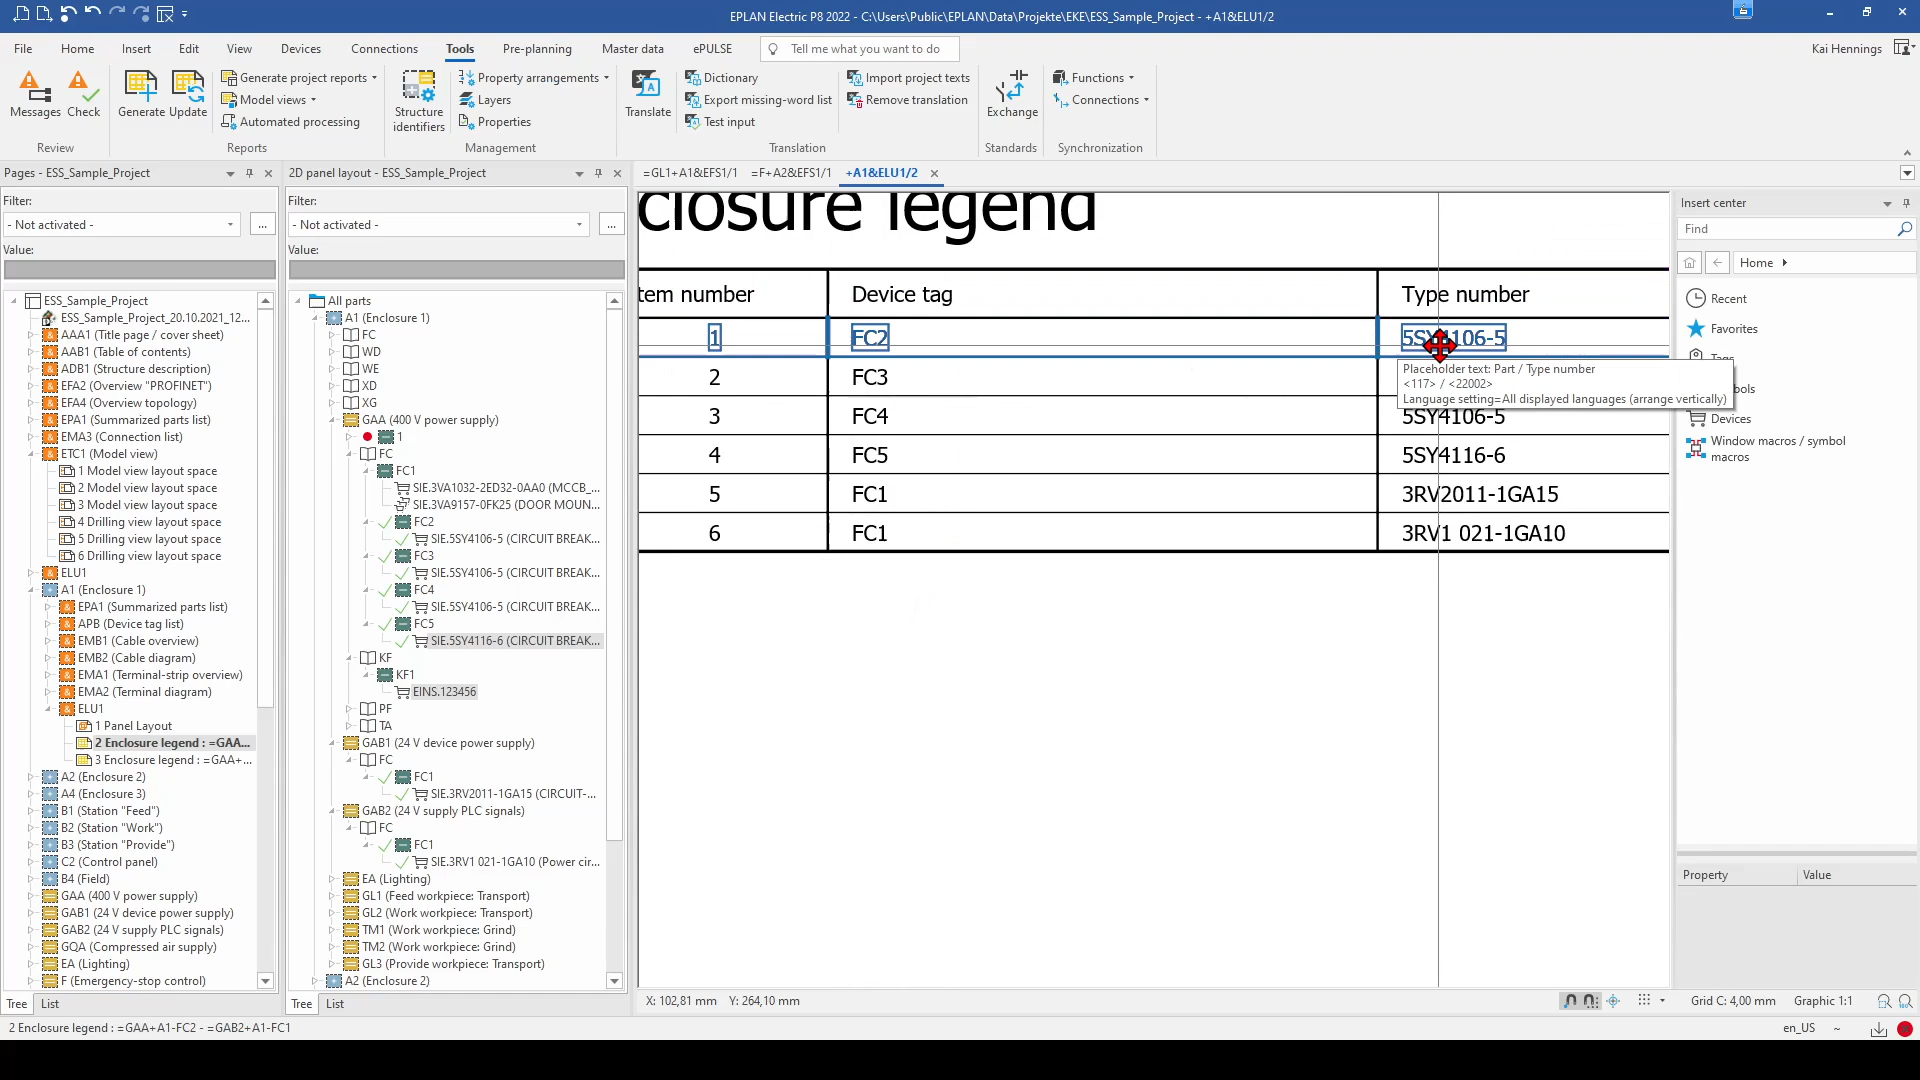 EPLAN Electric P8 2022 - C:\Users\Public\EPLAN\Data\Projekte\EKE\ESS_Sample_Project - +A1&ELU1/2
File Home Insert Edit View Devices Connections Tools Pre-planning Master data ePULSE Tell me what you want to do Kai Hennings
Messages Check
Review
Generate Update
Generate project reports
Model views
Automated processing
Reports
Structure identifiers
Property arrangements
Layers
Properties
Management
Translate
Dictionary
Export missing-word list
Test input
Import project texts
Remove translation
Translation
Exchange
Standards
Functions
Connections
Synchronization
Pages - ESS_Sample_Project
Filter:
- Not activated -
...
Value:
ESS_Sample_Project
ESS_Sample_Project_20.10.2021_12...
AAA1 (Title page / cover sheet)
AAB1 (Table of contents)
ADB1 (Structure description)
EFA2 (Overview "PROFINET")
EFA4 (Overview topology)
EPA1 (Summarized parts list)
EMA3 (Connection list)
ETC1 (Model view)
1 Model view layout space
2 Model view layout space
3 Model view layout space
4 Drilling view layout space
5 Drilling view layout space
6 Drilling view layout space
ELU1
A1 (Enclosure 1)
EPA1 (Summarized parts list)
APB (Device tag list)
EMB1 (Cable overview)
EMB2 (Cable diagram)
EMA1 (Terminal-strip overview)
EMA2 (Terminal diagram)
ELU1
1 Panel Layout
2 Enclosure legend : =GAA...
3 Enclosure legend : =GAA+...
A2 (Enclosure 2)
A4 (Enclosure 3)
B1 (Station "Feed")
B2 (Station "Work")
B3 (Station "Provide")
C2 (Control panel)
B4 (Field)
GAA (400 V power supply)
GAB1 (24 V device power supply)
GAB2 (24 V supply PLC signals)
GQA (Compressed air supply)
EA (Lighting)
F (Emergency-stop control)
Tree List
2D panel layout - ESS_Sample_Project
Filter:
- Not activated -
...
Value:
All parts
A1 (Enclosure 1)
FC
WD
WE
XD
XG
GAA (400 V power supply)
1
FC
FC1
SIE.3VA1032-2ED32-0AA0 (MCCB_...
SIE.3VA9157-0FK25 (DOOR MOUN...
FC2
SIE.5SY4106-5 (CIRCUIT BREAK...
FC3
SIE.5SY4106-5 (CIRCUIT BREAK...
FC4
SIE.5SY4106-5 (CIRCUIT BREAK...
FC5
SIE.5SY4116-6 (CIRCUIT BREAK...
KF
KF1
EINS.123456
PF
TA
GAB1 (24 V device power supply)
FC
FC1
SIE.3RV2011-1GA15 (CIRCUIT-...
GAB2 (24 V supply PLC signals)
FC
FC1
SIE.3RV1 021-1GA10 (Power cir...
EA (Lighting)
GL1 (Feed workpiece: Transport)
GL2 (Work workpiece: Transport)
TM1 (Work workpiece: Grind)
TM2 (Work workpiece: Grind)
GL3 (Provide workpiece: Transport)
A2 (Enclosure 2)
Tree List
=GL1+A1&EFS1/1 =F+A2&EFS1/1 +A1&ELU1/2
closure legend
tem number Device tag Type number
1 FC2 5SY4106-5
2 FC3
3 FC4 5SY4106-5
4 FC5 5SY4116-6
5 FC1 3RV2011-1GA15
6 FC1 3RV1 021-1GA10
Placeholder text: Part / Type number
<117> / <22002>
Language setting=All displayed languages (arrange vertically)
X: 102,81 mm Y: 264,10 mm
Grid C: 4,00 mm Graphic 1:1
Insert center
Find
Home
Recent
Favorites
Devices
Window macros / symbol
macros
Property Value
2 Enclosure legend : =GAA+A1-FC2 - =GAB2+A1-FC1
en_US ~